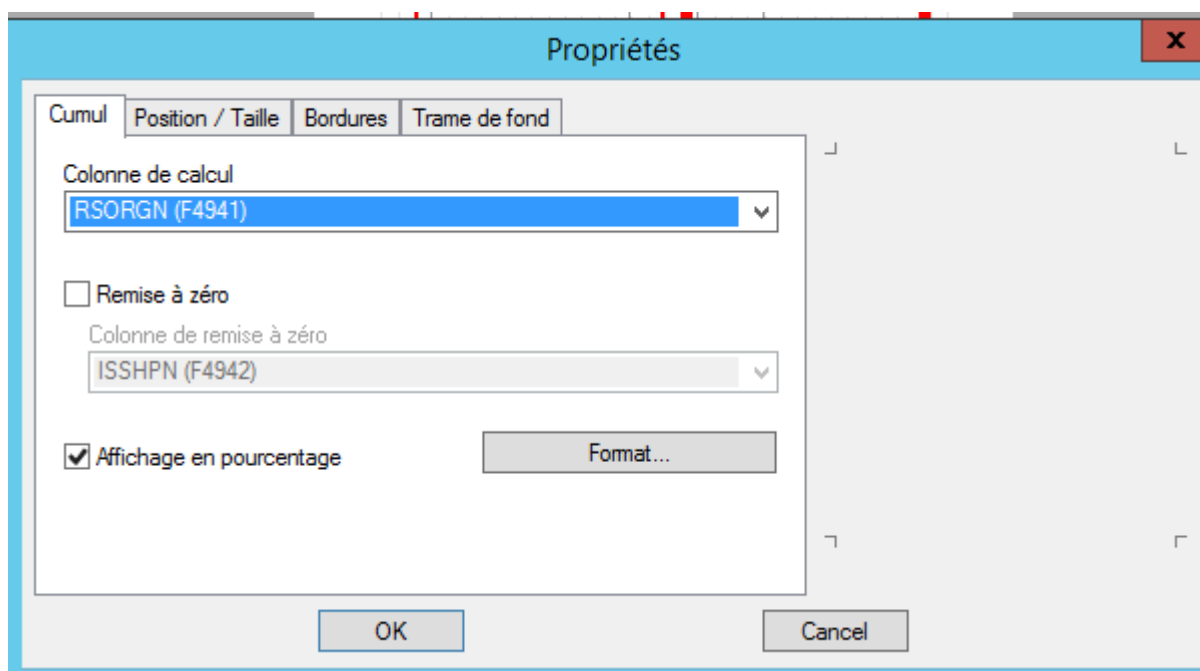 Propriétés
x
Cumul
Position / Taille
Bordures
Trame de fond
Colonne de calcul
RSORGN (F4941)
Remise à zéro
Colonne de remise à zéro
ISSHPN (F4942)
Affichage en pourcentage
Format...
OK
Cancel